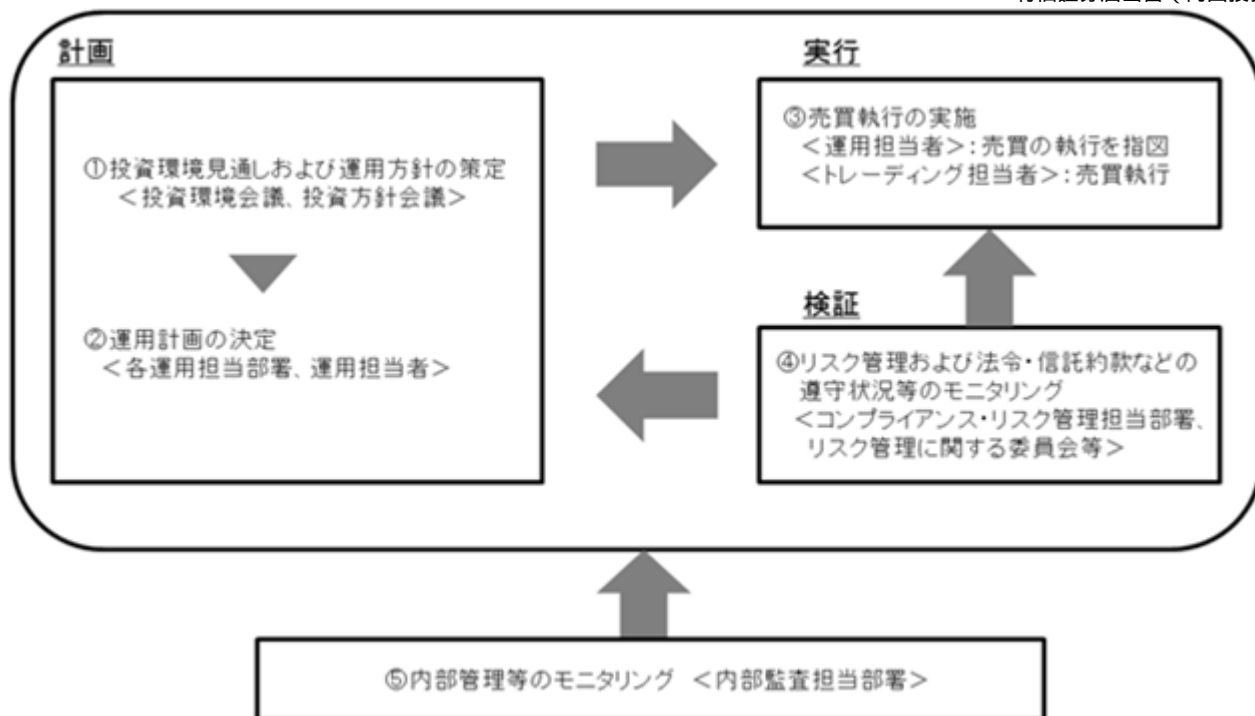 計画
①投資環境見通しおよび運用方針の策定
＜投資環境会議、投資方針会議＞
②運用計画の決定
＜各運用担当部署、運用担当者＞
実行
③売買執行の実施
＜運用担当者＞：売買の執行を指図
＜トレーディング担当者＞：売買執行
検証
④リスク管理および法令・信託約款などの
遵守状況等のモニタリング
＜コンプライアンス・リスク管理担当部署、
リスク管理に関する委員会等＞
⑤内部管理等のモニタリング ＜内部監査担当部署＞